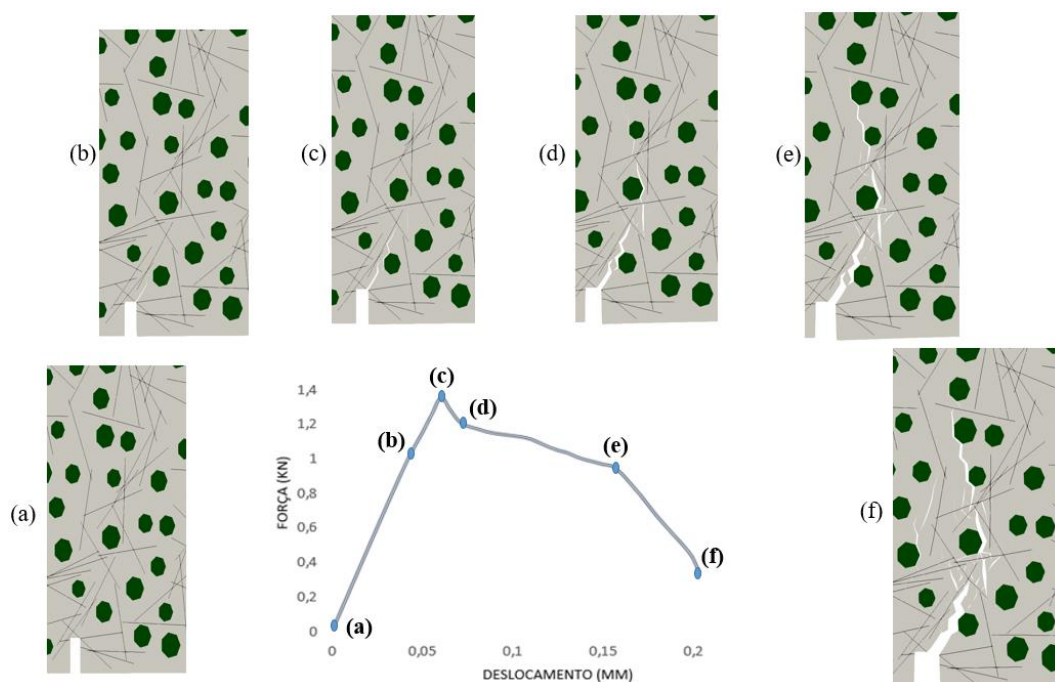 (b)
(c)
(d)
(e)
(a)
(f)
FORÇA (KN)
1,4
1,2
1
0,8
0,6
0,4
0,2
0
(a)
(b)
(c)
(d)
(e)
(f)
0
0,05
0,1
0,15
0,2
DESLOCAMENTO (MM)